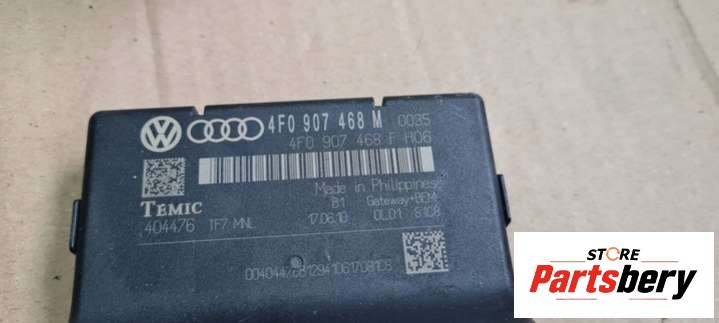 4F0 907 468 M 0035
4F0 907 468 F H06
Made in Philippines
TEMIC B1 Gateway+BEM
404476 TF7-MNL 17.06.10 0L01 6108
STORE
Partsbery